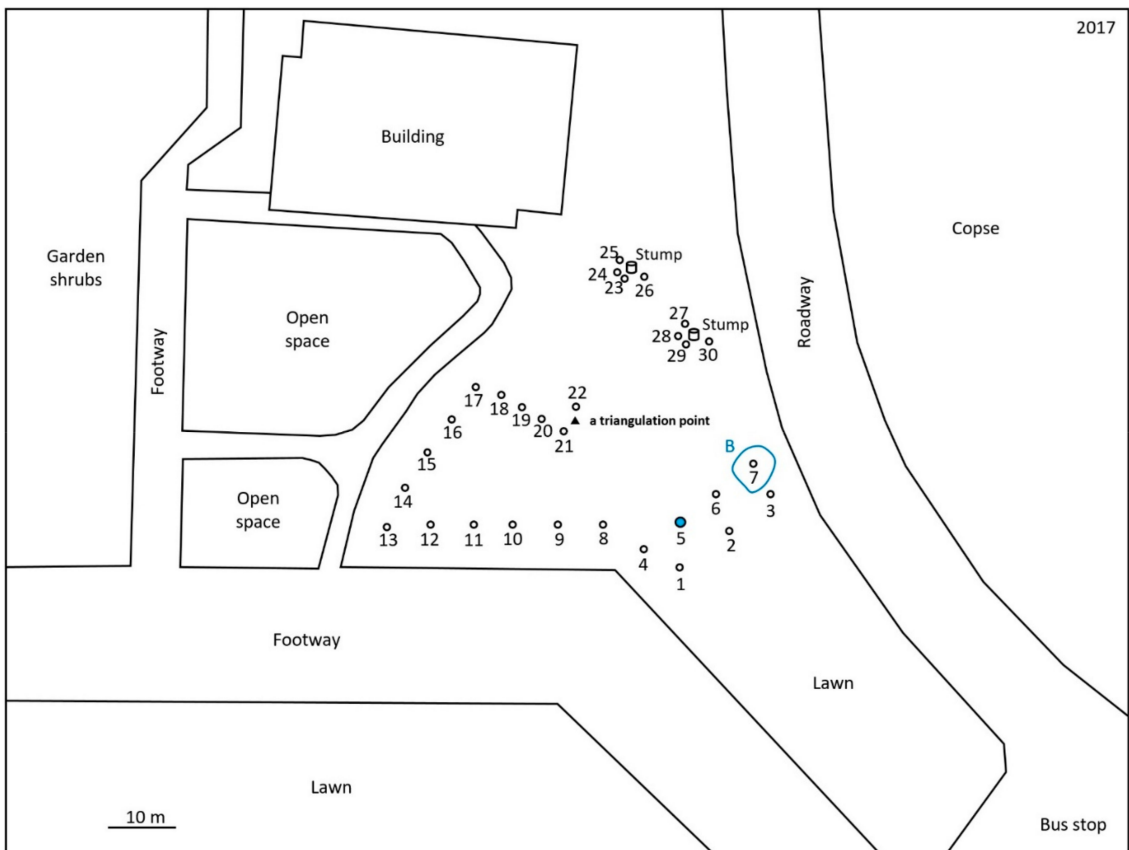 2017
Building
Garden
shrubs
Copse
25
Stump
24
23
26
Open
space
27
Stump
28
29
30
Roadway
Footway
17
18
19
20
21
22
a triangulation point
16
15
B
7
14
6
3
Open
space
13
12
11
10
9
8
5
2
4
1
Footway
Lawn
Lawn
10 m
Bus stop